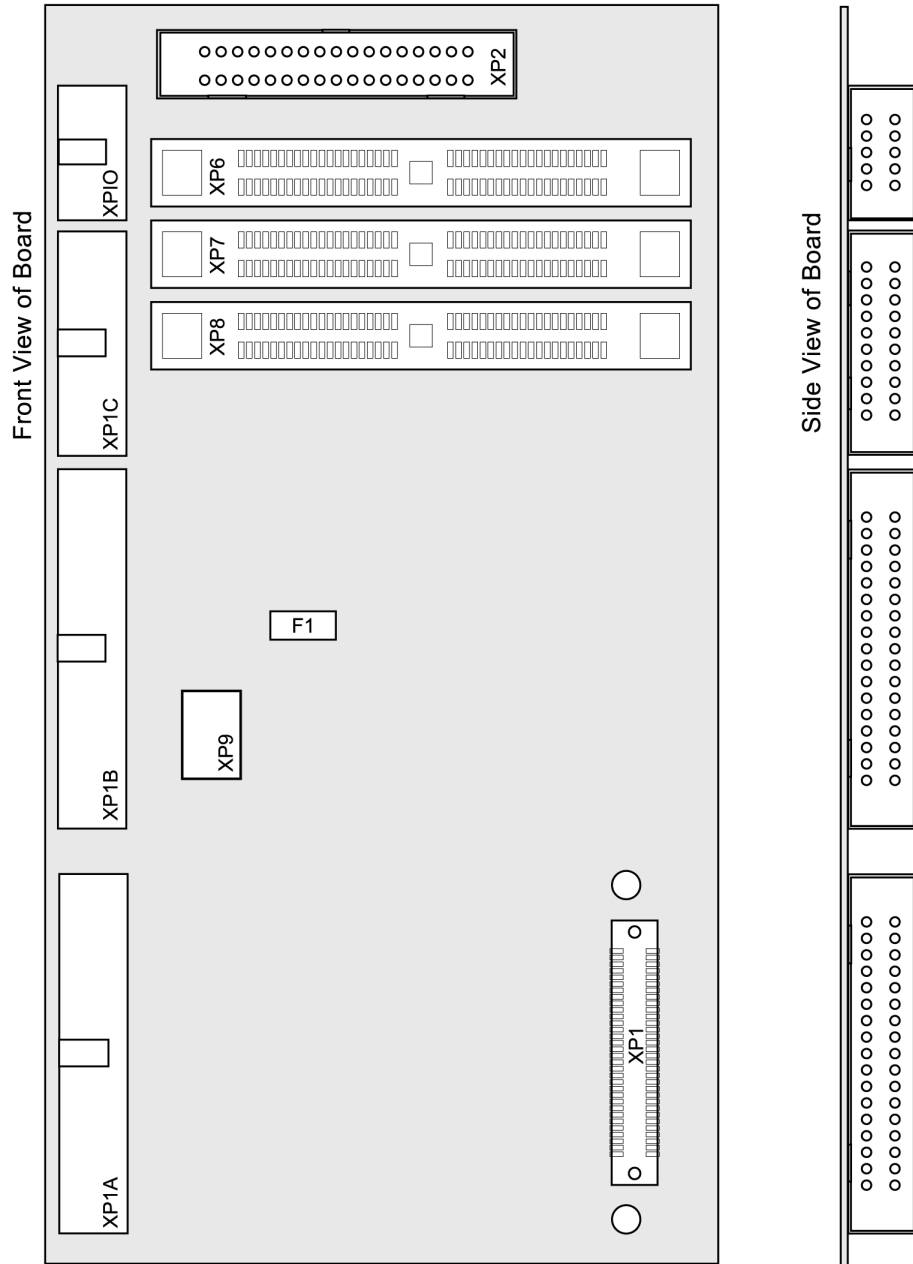 Front View of Board
Side View of Board
XP2
XPIO
XP6
XP7
XP8
XP1C
F1
XP9
XP1B
XP1
XP1A